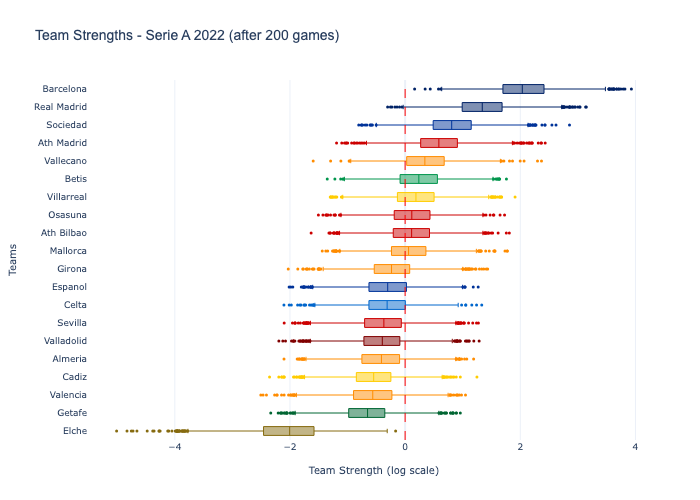 Team Strengths - Serie A 2022 (after 200 games)
Barcelona
Real Madrid
Sociedad
Ath Madrid
Vallecano
Betis
Villarreal
Osasuna
Ath Bilbao
Mallorca
Girona
Espanol
Celta
Sevilla
Valladolid
Almeria
Cadiz
Valencia
Getafe
Elche
Teams
−4 −2 0 2 4
Team Strength (log scale)